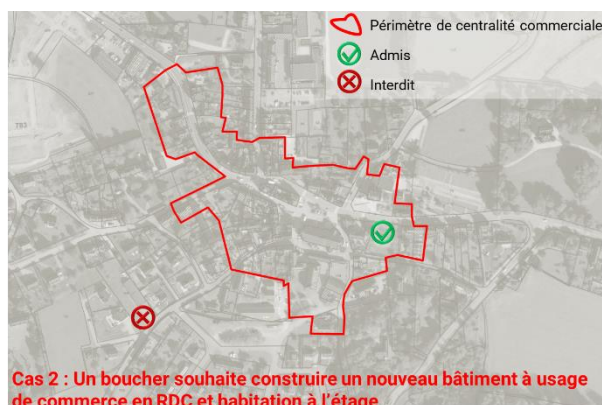 Périmètre de centralité commerciale
Admis
Interdit
783
Cas 2 : Un boucher souhaite construire un nouveau bâtiment à usage
de commerce en RDC et habitation à l'étage